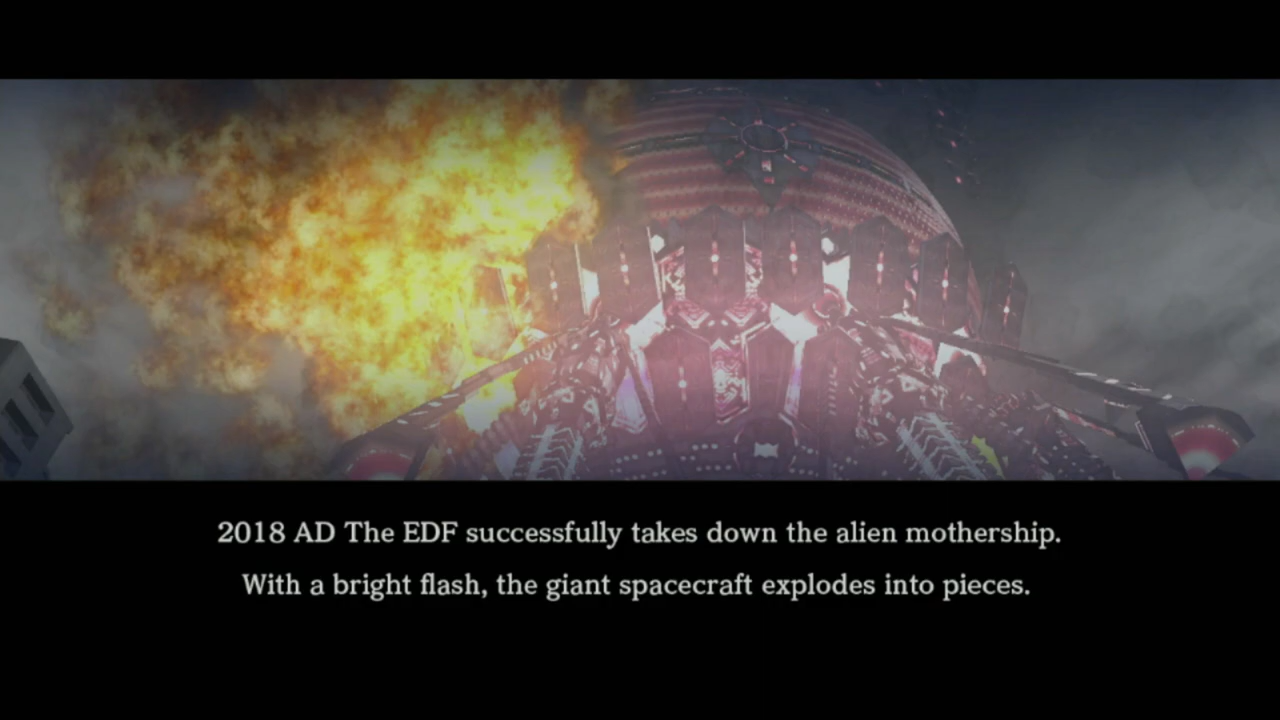 2018 AD The EDF successfully takes down the alien mothership.
With a bright flash, the giant spacecraft explodes into pieces.